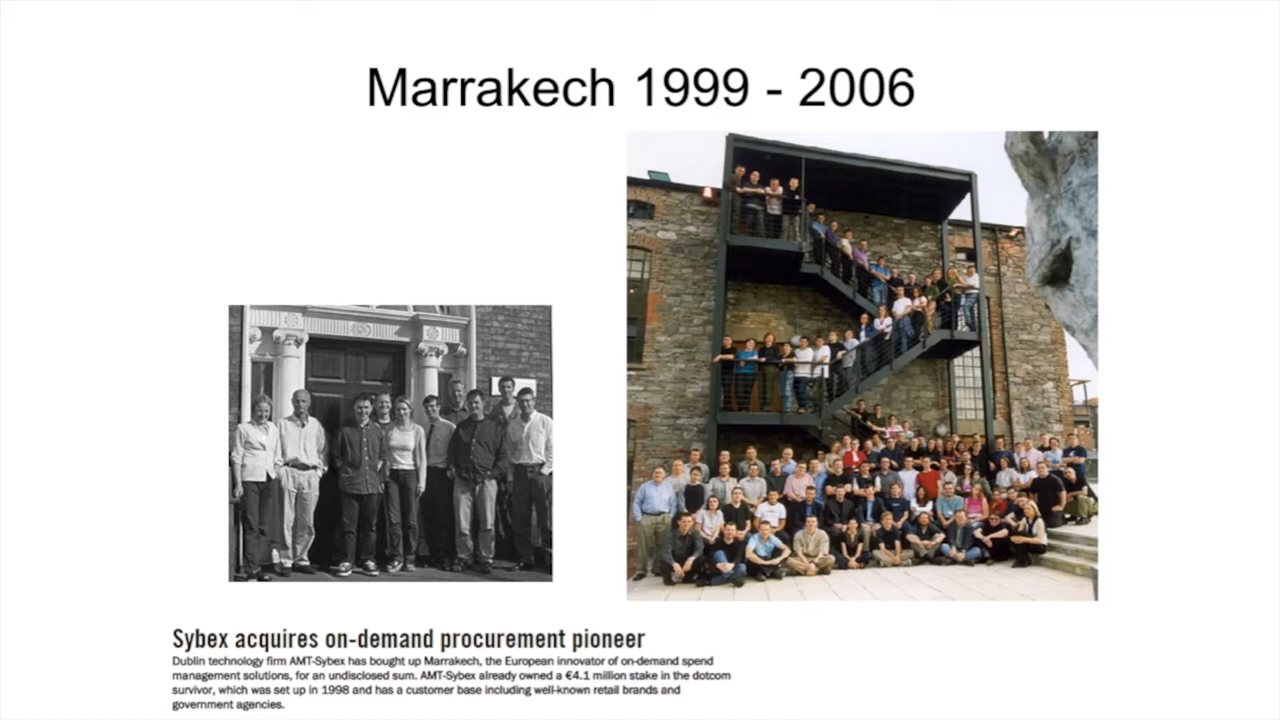 Marrakech 1999 - 2006
Sybex acquires on-demand procurement pioneer
Dublin technology firm AMT-Sybex has bought up Marrakech, the European innovator of on-demand spend
management solutions, for an undisclosed sum. AMT-Sybex already owned a €4.1 million stake in the dotcom
survivor, which was set up in 1998 and has a customer base including well-known retail brands and
government agencies.